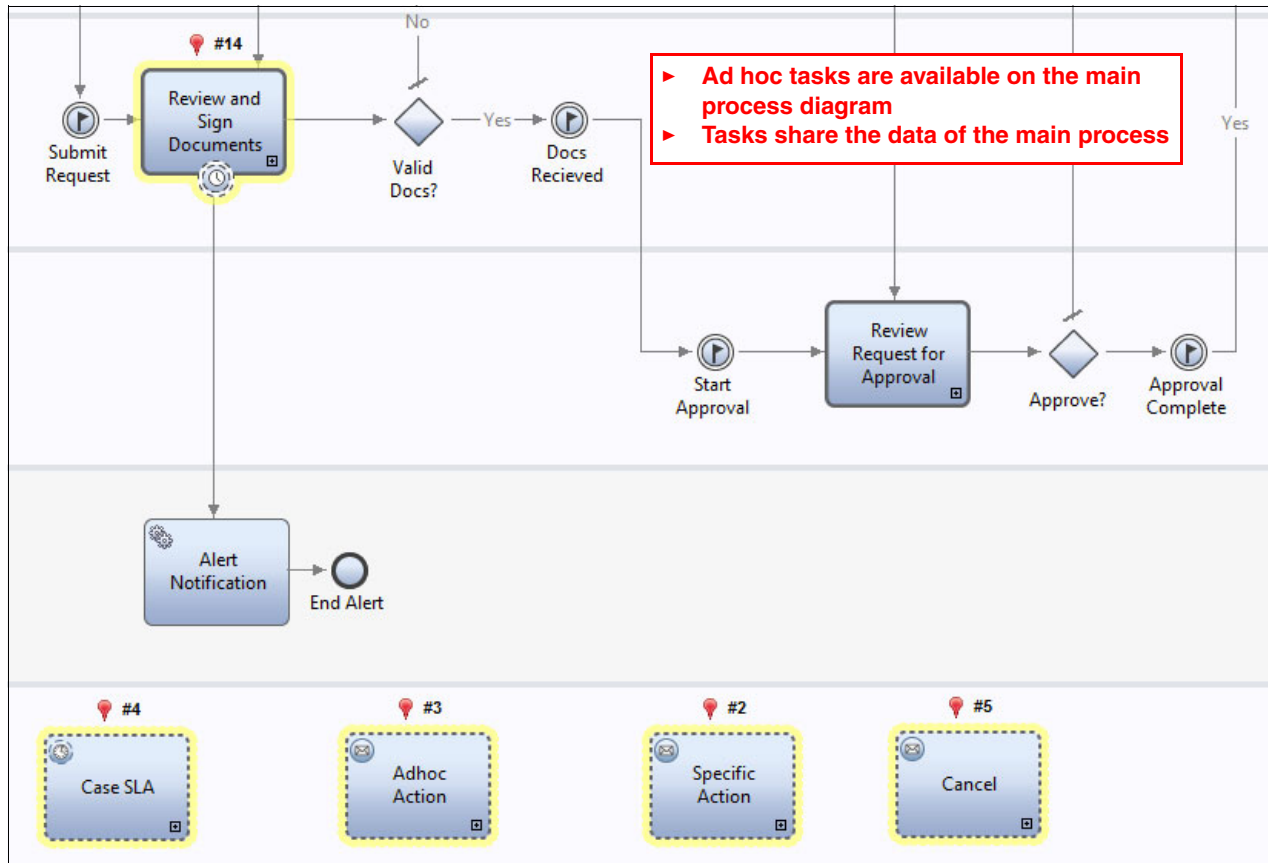 No
#14
► Ad hoc tasks are available on the main
process diagram
► Tasks share the data of the main process
Review and
Sign
Documents
Submit
Request
Yes
Valid
Docs?
Docs
Recieved
Yes
Review
Request for
Approval
Start
Approval
Approve?
Approval
Complete
Alert
Notification
End Alert
#4
#3
#2
#5
Case SLA
Adhoc
Action
Specific
Action
Cancel